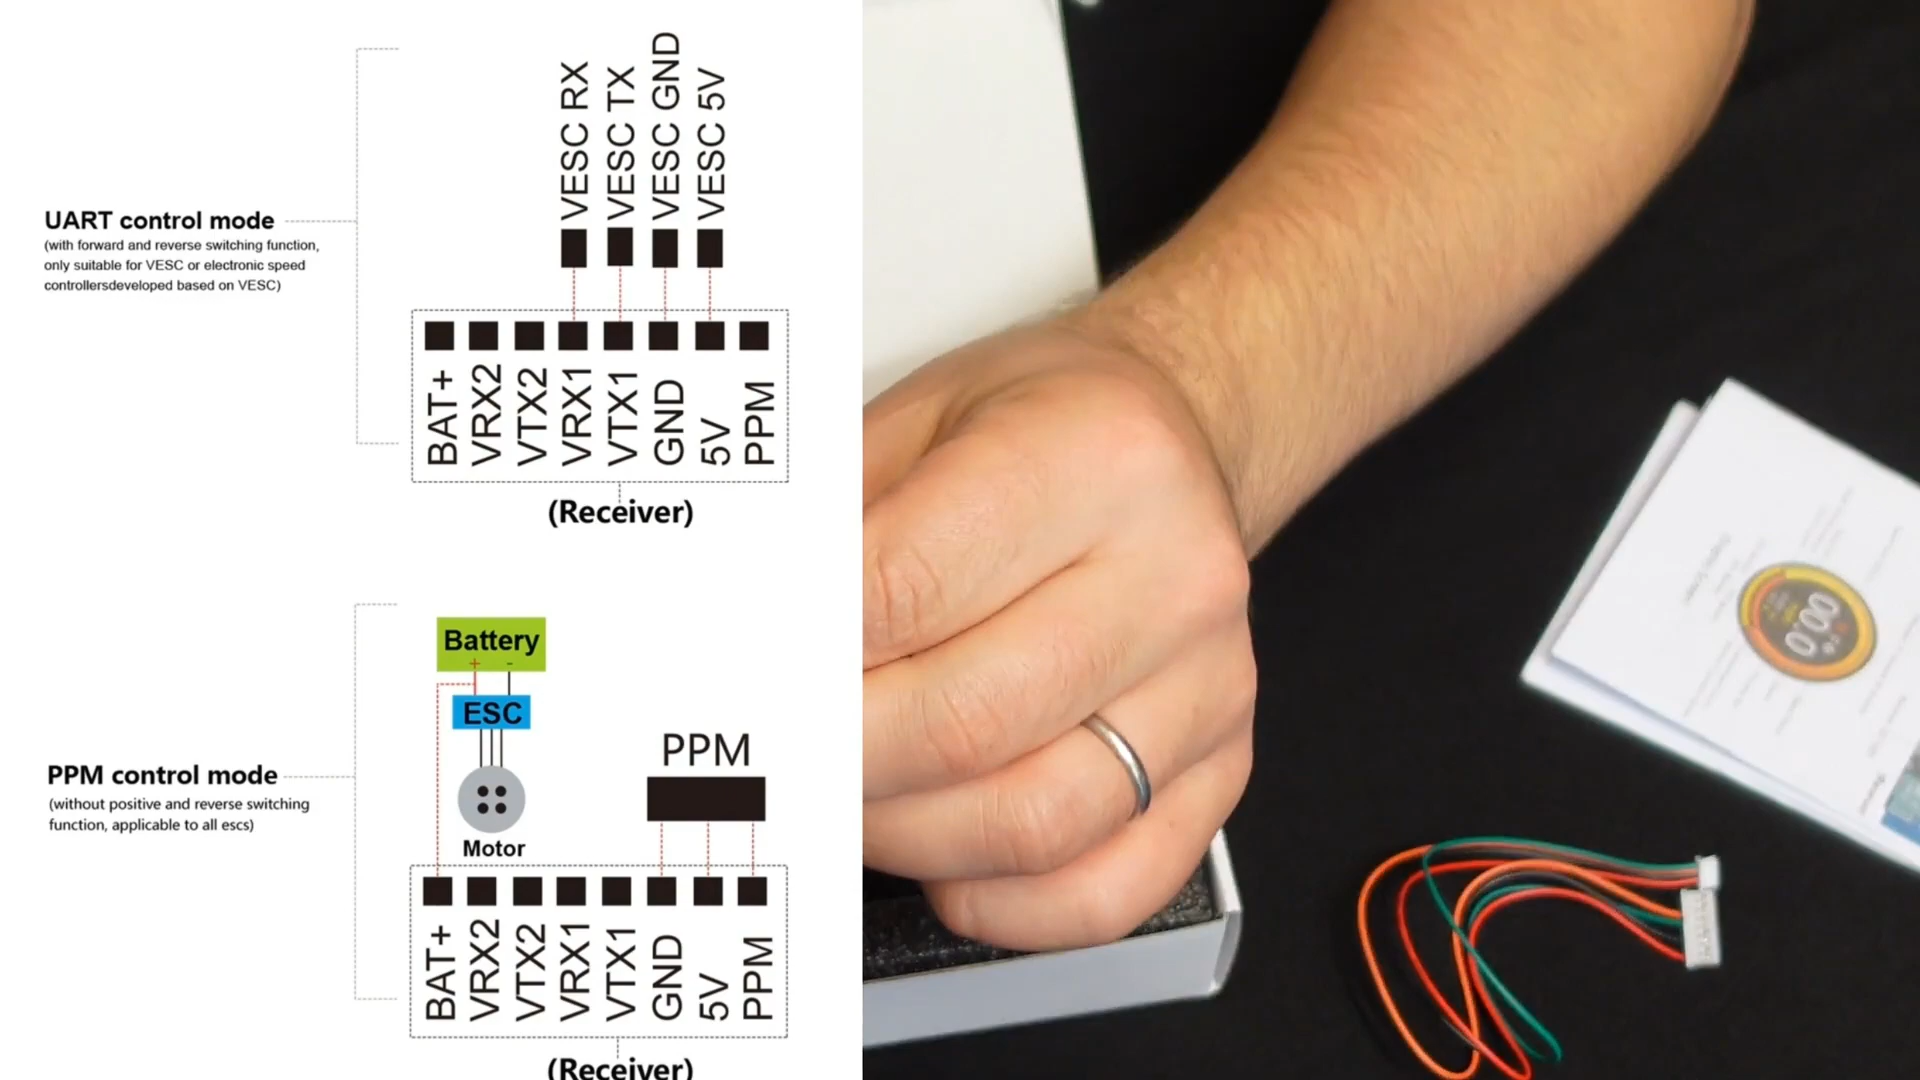 VESC RX
VESC TX
VESC GND
VESC 5V
UART control mode
(with forward and reverse switching function,
only suitable for VESC or electronic speed
controllersdeveloped based on VESC)
BAT+
VRX2
VTX2
VRX1
VTX1
GND
5V
PPM
(Receiver)
Battery
+ -
ESC
Motor
PPM
PPM control mode
(without positive and reverse switching
function, applicable to all escs)
BAT+
VRX2
VTX2
VRX1
VTX1
GND
5V
PPM
(Receiver)
00.0